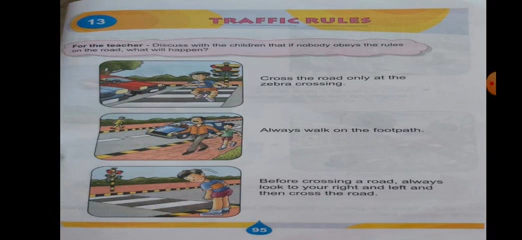 13
TRAFFIC RULES
For the teacher - Discuss with the children that if nobody obeys the rules
on the road, what will happen?
Cross the road only at the
zebra crossing.
Always walk on the footpath.
Before crossing a road, always
look to your right and left and
then cross the road.
95